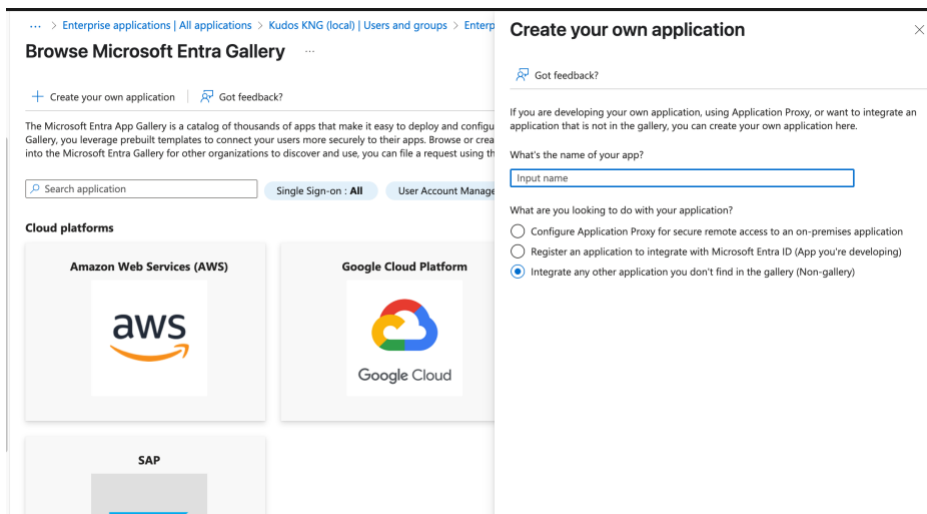 ··· > Enterprise applications | All applications > Kudos KNG (local) | Users and groups > Enterp
Browse Microsoft Entra Gallery ···
+ Create your own application
Got feedback?
The Microsoft Entra App Gallery is a catalog of thousands of apps that make it easy to deploy and configu
Gallery, you leverage prebuilt templates to connect your users more securely to their apps. Browse or crea
into the Microsoft Entra Gallery for other organizations to discover and use, you can file a request using th
Search application
Single Sign-on : All
User Account Manage
Cloud platforms
Amazon Web Services (AWS)
aws
Google Cloud Platform
Google Cloud
SAP
Create your own application
Got feedback?
If you are developing your own application, using Application Proxy, or want to integrate an
application that is not in the gallery, you can create your own application here.
What's the name of your app?
Input name
What are you looking to do with your application?
Configure Application Proxy for secure remote access to an on-premises application
Register an application to integrate with Microsoft Entra ID (App you're developing)
Integrate any other application you don't find in the gallery (Non-gallery)